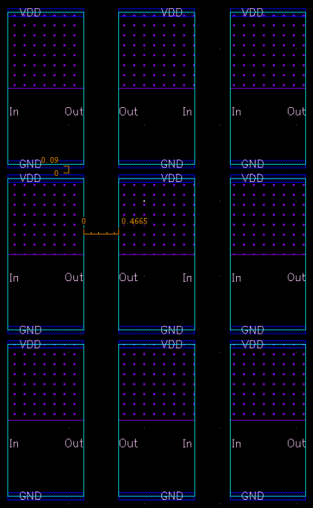 VDD VDD VDD
In Out Out In In Out
GND GND GND
0.09
0
VDD VDD VDD
0 0.4665
In Out Out In In Out
GND GND GND
VDD VDD VDD
In Out Out In In Out
GND GND GND